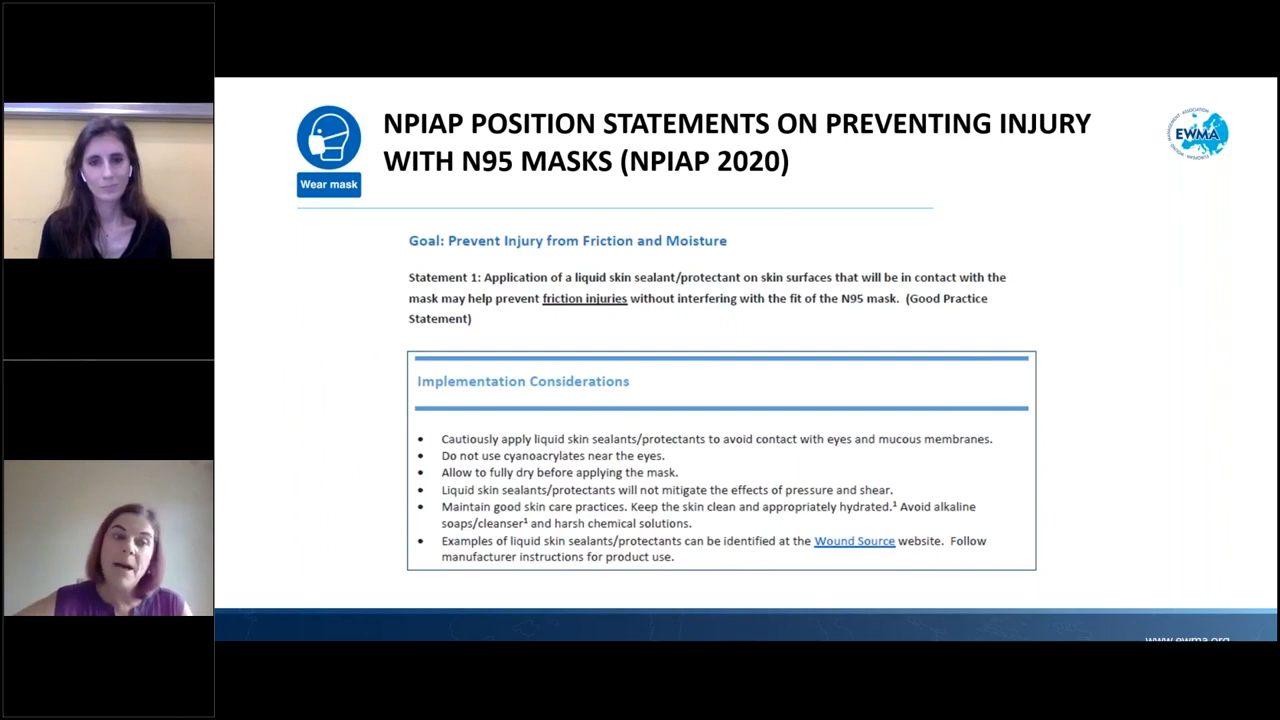 NPIAP POSITION STATEMENTS ON PREVENTING INJURY
WITH N95 MASKS (NPIAP 2020)
Wear mask
EUROPEAN WOUND MANAGEMENT ASSOCIATION
EWMA
Goal: Prevent Injury from Friction and Moisture
Statement 1: Application of a liquid skin sealant/protectant on skin surfaces that will be in contact with the
mask may help prevent friction injuries without interfering with the fit of the N95 mask. (Good Practice
Statement)
Implementation Considerations
• Cautiously apply liquid skin sealants/protectants to avoid contact with eyes and mucous membranes.
• Do not use cyanoacrylates near the eyes.
• Allow to fully dry before applying the mask.
• Liquid skin sealants/protectants will not mitigate the effects of pressure and shear.
• Maintain good skin care practices. Keep the skin clean and appropriately hydrated.¹ Avoid alkaline
soaps/cleanser¹ and harsh chemical solutions.
• Examples of liquid skin sealants/protectants can be identified at the Wound Source website. Follow
manufacturer instructions for product use.
www.ewma.org